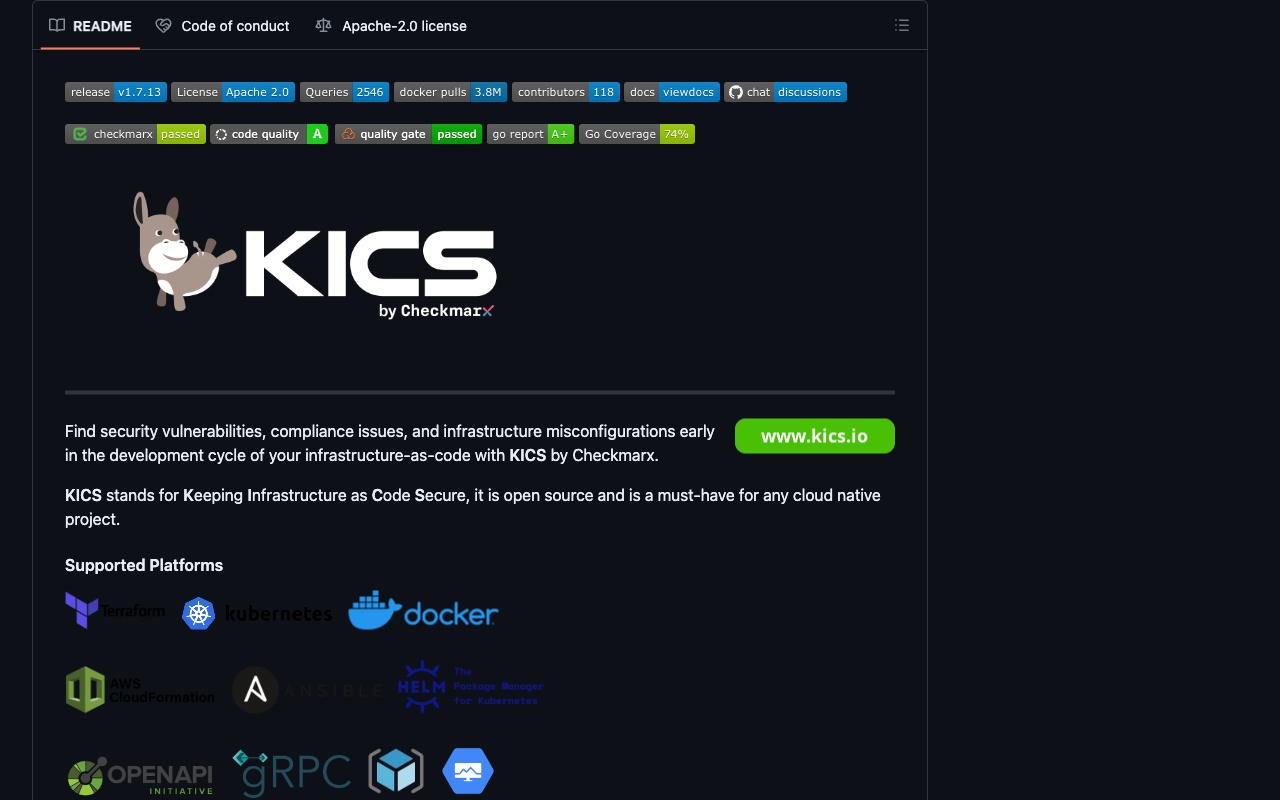 README Code of conduct Apache-2.0 license
release v1.7.13 License Apache 2.0 Queries 2546 docker pulls 3.8M contributors 118 docs viewdocs chat discussions
checkmarx passed code quality A quality gate passed go report A+ Go Coverage 74%
KICS
by Checkmarx
Find security vulnerabilities, compliance issues, and infrastructure misconfigurations early
in the development cycle of your infrastructure-as-code with KICS by Checkmarx.
www.kics.io
KICS stands for Keeping Infrastructure as Code Secure, it is open source and is a must-have for any cloud native
project.
Supported Platforms
Terraform kubernetes docker
AWS
CloudFormation
ANSIBLE
HELM
The
Package Manager
for Kubernetes
OPENAPI
INITIATIVE
gRPC